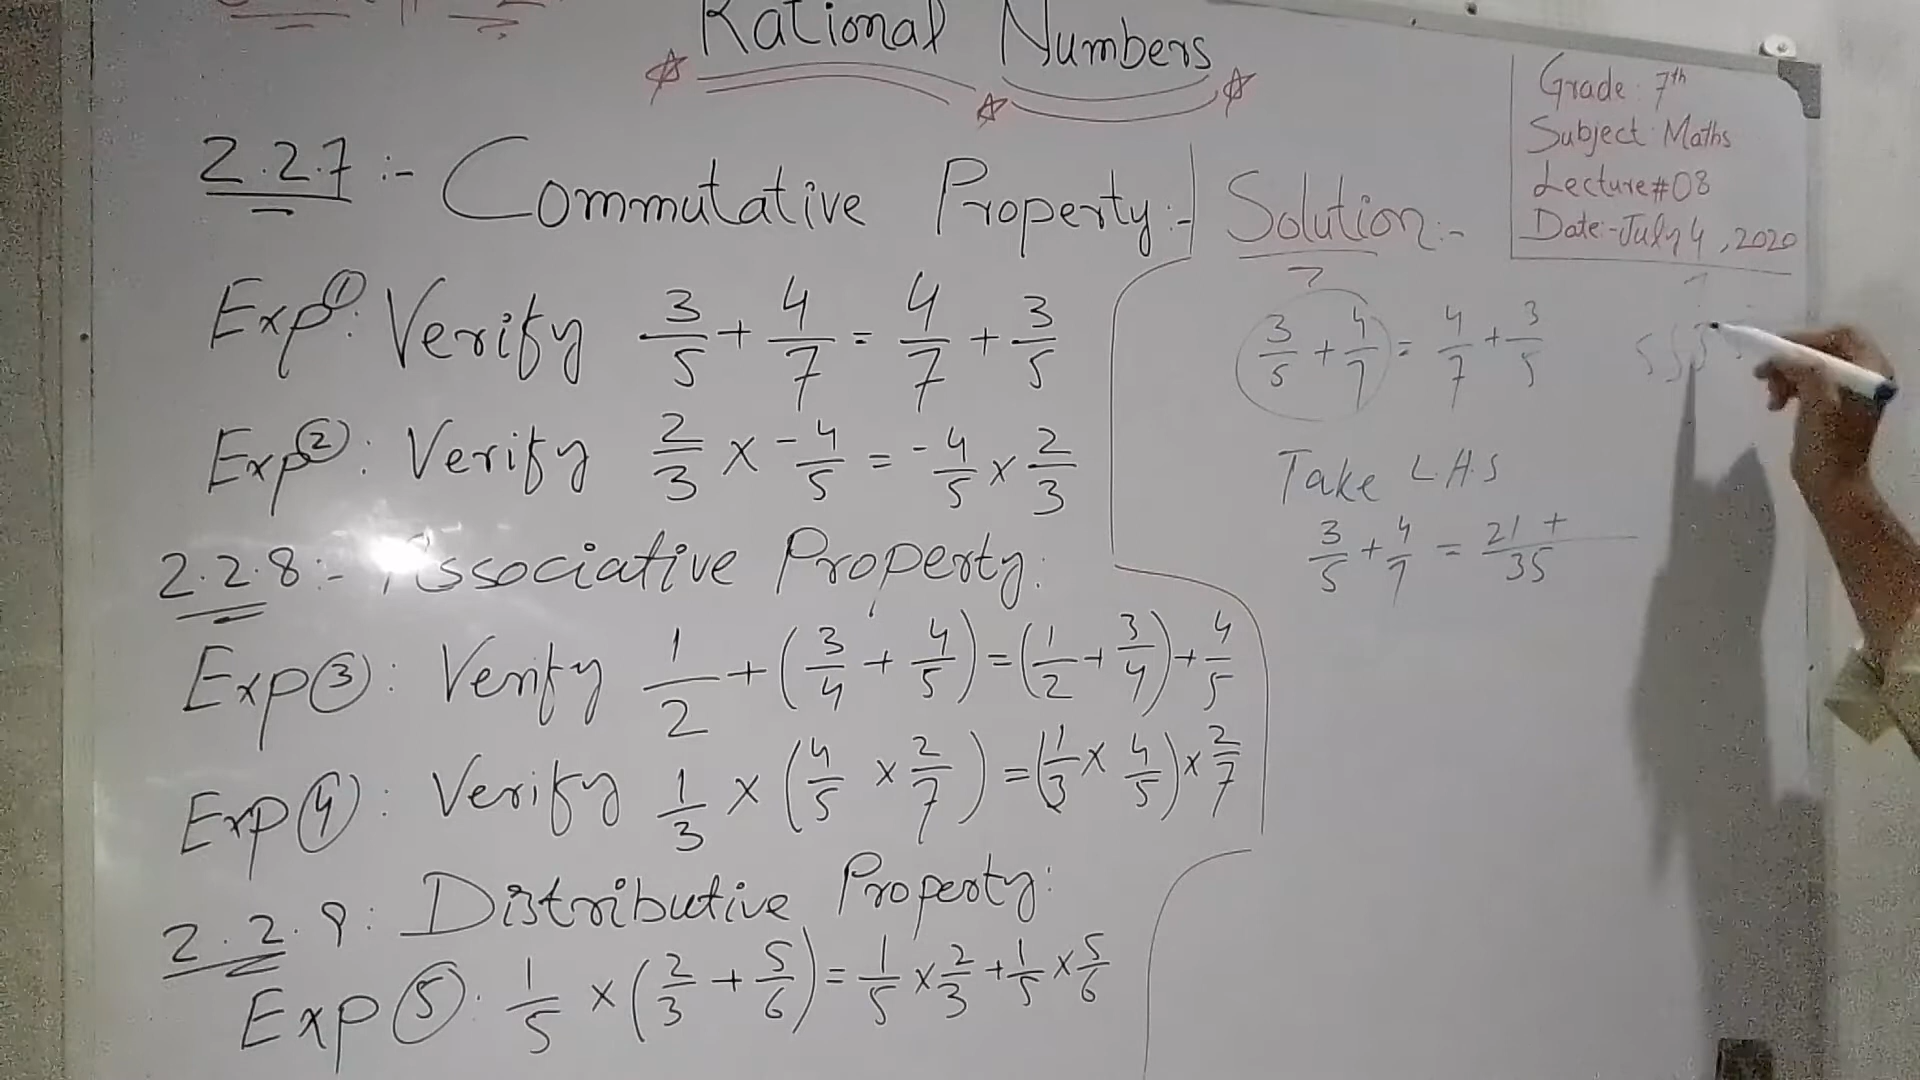 Rational Numbers
Grade: 7th
Subject: Maths
Lecture#08
Date:-July 4, 2020
2.2.7:- Commutative Property:-
Exp①: Verify 3/5 + 4/7 = 4/7 + 3/5
Exp②: Verify 2/3 × -4/5 = -4/5 × 2/3
2.2.8:- Associative Property:
Exp③: Verify 1/2 + (3/4 + 4/5) = (1/2 + 3/4) + 4/5
Exp④: Verify 1/3 × (4/5 × 2/7) = (1/3 × 4/5) × 2/7
2.2.9: Distributive Property:
Exp⑤: 1/5 × (2/3 + 5/6) = 1/5 × 2/3 + 1/5 × 5/6
Solution:-
3/5 + 4/7 = 4/7 + 3/5
Take L.H.S
3/5 + 4/7 = 21 + /35